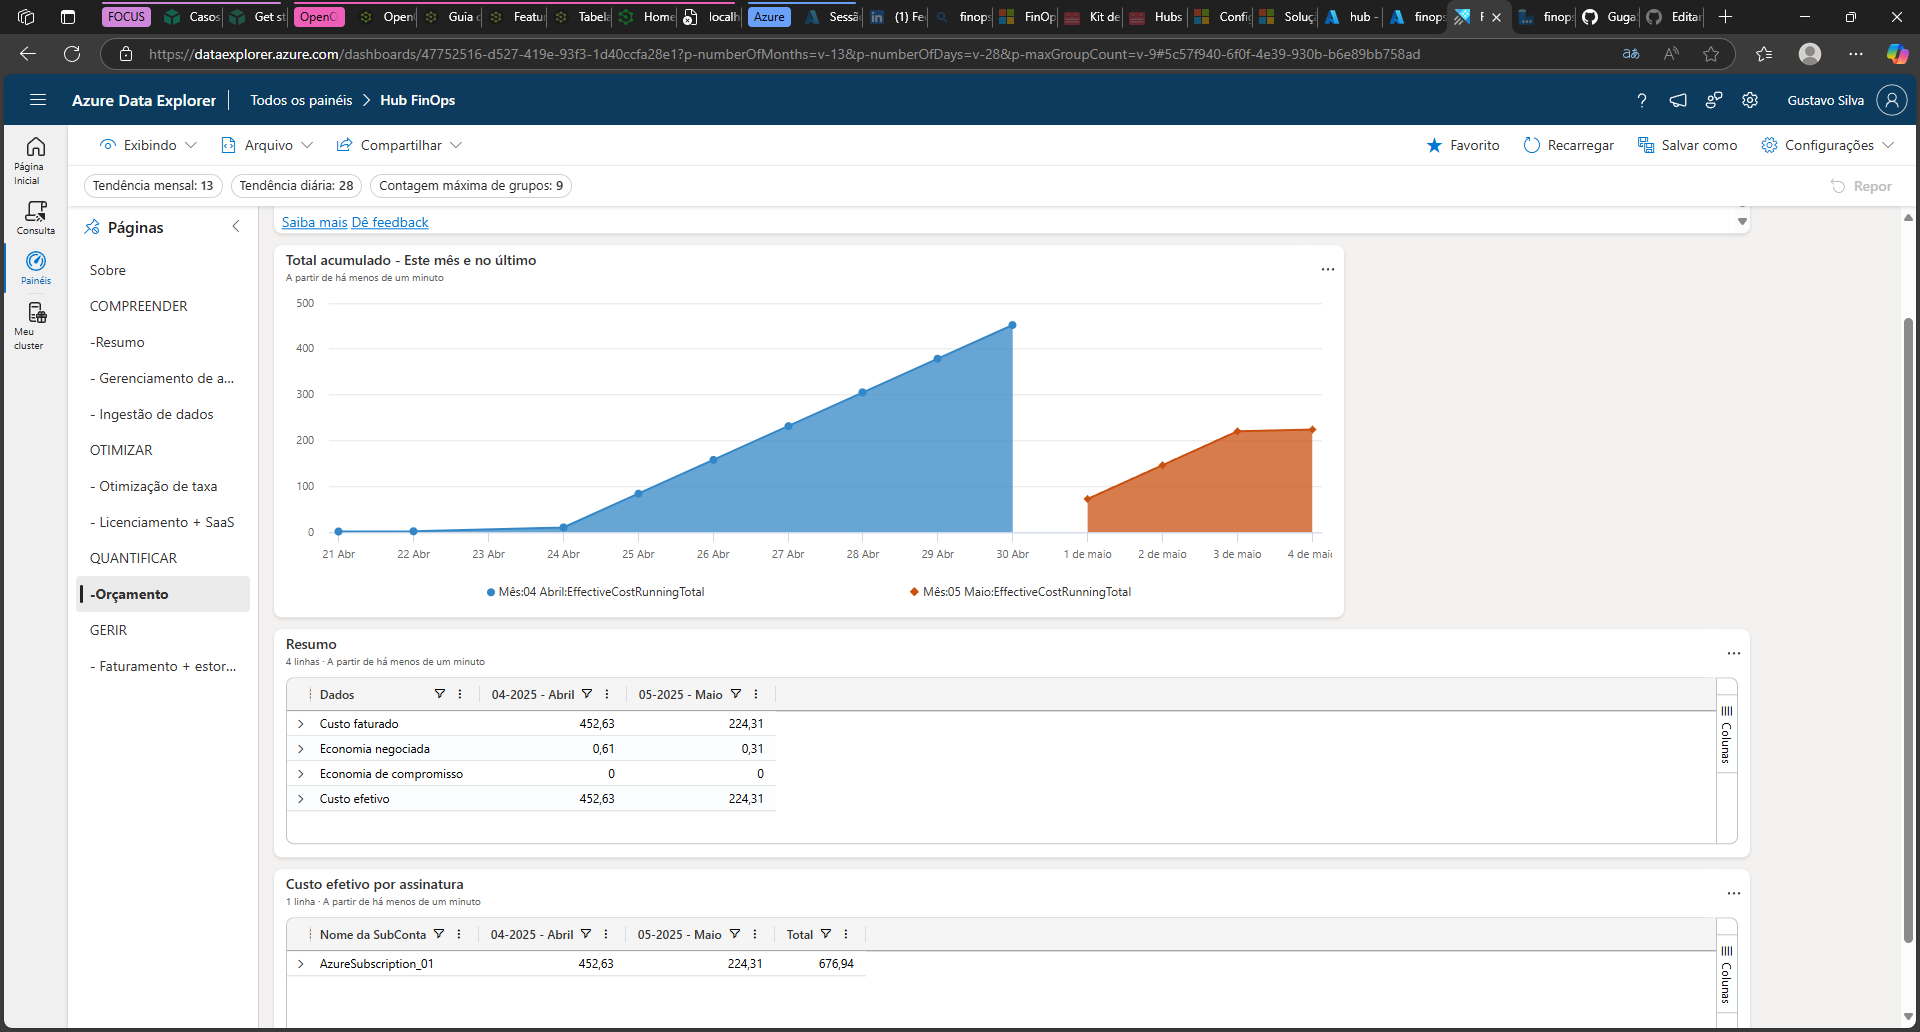 FOCUS
Casos
Get st
OpenC
Open
Guia c
Featur
Tabela
Home
localh
Azure
Sessã
(1) Fe
finops
FinOp
Kit de
Hubs
Config
Soluç
hub -
finops
F
finop
Guga
Editar
https://dataexplorer.azure.com/dashboards/47752516-d527-419e-93f3-1d40ccfa28e1?p-numberOfMonths=v-13&p-numberOfDays=v-28&p-maxGroupCount=v-9#5c57f940-6f0f-4e39-930b-b6e89bb758ad
Azure Data Explorer
Todos os painéis > Hub FinOps
Gustavo Silva
Exibindo
Arquivo
Compartilhar
Favorito
Recarregar
Salvar como
Configurações
Tendência mensal: 13
Tendência diária: 28
Contagem máxima de grupos: 9
Repor
Página Inicial
Consulta
Painéis
Meu cluster
Páginas
Sobre
COMPREENDER
-Resumo
- Gerenciamento de a...
- Ingestão de dados
OTIMIZAR
- Otimização de taxa
- Licenciamento + SaaS
QUANTIFICAR
-Orçamento
GERIR
- Faturamento + estor...
Saiba mais Dê feedback
Total acumulado - Este mês e no último
A partir de há menos de um minuto
500
400
300
200
100
0
21 Abr 22 Abr 23 Abr 24 Abr 25 Abr 26 Abr 27 Abr 28 Abr 29 Abr 30 Abr 1 de maio 2 de maio 3 de maio 4 de maio
Mês:04 Abril:EffectiveCostRunningTotal
Mês:05 Maio:EffectiveCostRunningTotal
Resumo
4 linhas · A partir de há menos de um minuto
Dados 04-2025 - Abril 05-2025 - Maio
Custo faturado 452,63 224,31
Economia negociada 0,61 0,31
Economia de compromisso 0 0
Custo efetivo 452,63 224,31
Colunas
Custo efetivo por assinatura
1 linha · A partir de há menos de um minuto
Nome da SubConta 04-2025 - Abril 05-2025 - Maio Total
AzureSubscription_01 452,63 224,31 676,94
Colunas